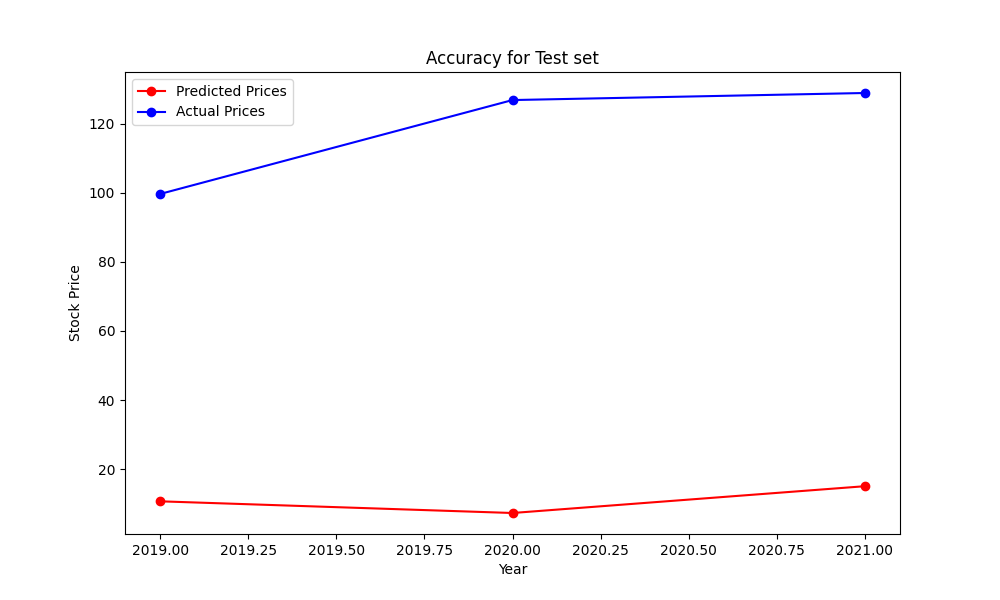 Accuracy for Test set
Predicted Prices
Actual Prices
120
100
80
60
40
20
Stock Price
2019.00 2019.25 2019.50 2019.75 2020.00 2020.25 2020.50 2020.75 2021.00
Year